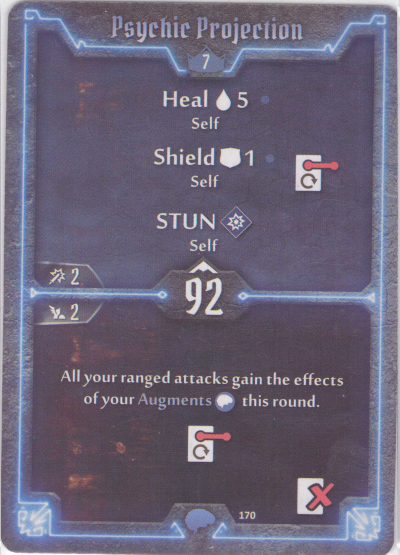 Psychic Projection
7
Heal 5
Self
Shield 1
Self
STUN
Self
2
92
2
All your ranged attacks gain the effects
of your Augments this round.
170